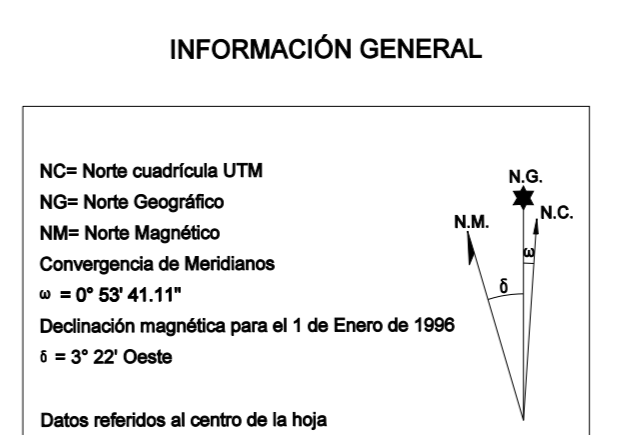 INFORMACIÓN GENERAL
NC= Norte cuadrícula UTM
NG= Norte Geográfico
NM= Norte Magnético
Convergencia de Meridianos
ω = 0° 53' 41.11"
Declinación magnética para el 1 de Enero de 1996
δ = 3° 22' Oeste
Datos referidos al centro de la hoja
N.G.
N.M.
N.C.
ω
δ